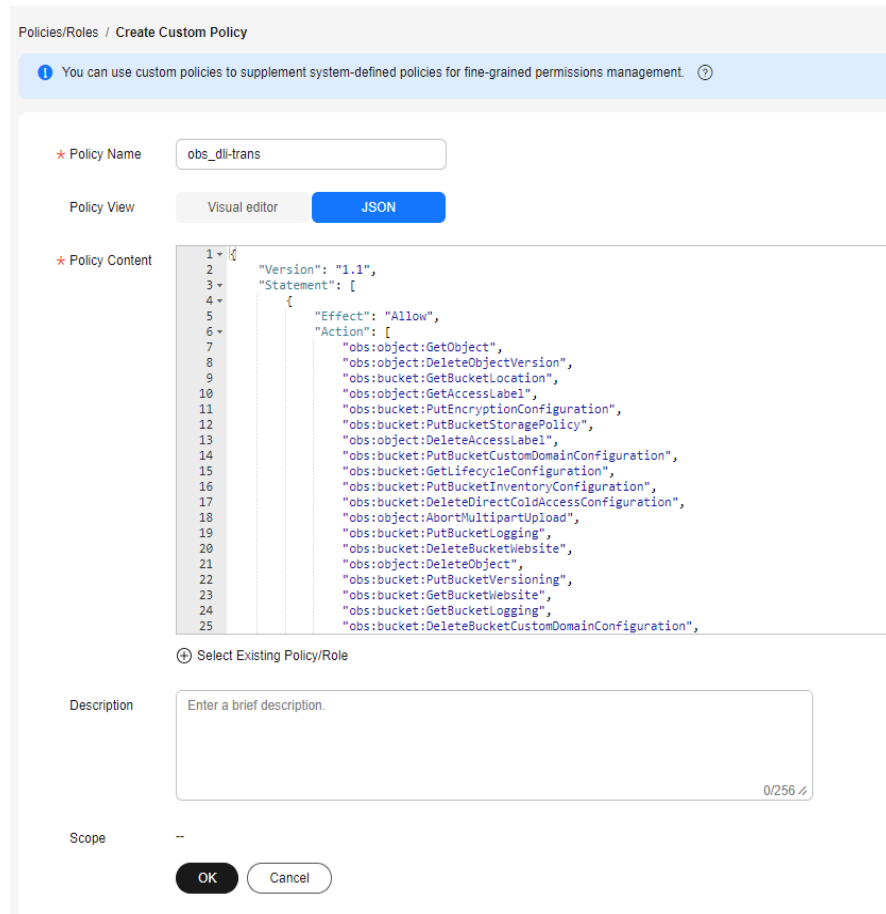 Policies/Roles / Create Custom Policy
You can use custom policies to supplement system-defined policies for fine-grained permissions management.
* Policy Name obs_dli-trans
Policy View Visual editor JSON
* Policy Content
1 {
2 "Version": "1.1",
3 "Statement": [
4 {
5 "Effect": "Allow",
6 "Action": [
7 "obs:object:GetObject",
8 "obs:object:DeleteObjectVersion",
9 "obs:bucket:GetBucketLocation",
10 "obs:object:GetAccessLabel",
11 "obs:bucket:PutEncryptionConfiguration",
12 "obs:bucket:PutBucketStoragePolicy",
13 "obs:object:DeleteAccessLabel",
14 "obs:bucket:PutBucketCustomDomainConfiguration",
15 "obs:bucket:GetLifecycleConfiguration",
16 "obs:bucket:PutBucketInventoryConfiguration",
17 "obs:bucket:DeleteDirectColdAccessConfiguration",
18 "obs:object:AbortMultipartUpload",
19 "obs:bucket:PutBucketLogging",
20 "obs:bucket:DeleteBucketWebsite",
21 "obs:object:DeleteObject",
22 "obs:bucket:PutBucketVersioning",
23 "obs:bucket:GetBucketWebsite",
24 "obs:bucket:GetBucketLogging",
25 "obs:bucket:DeleteBucketCustomDomainConfiguration",
Select Existing Policy/Role
Description Enter a brief description.
0/256
Scope --
OK Cancel